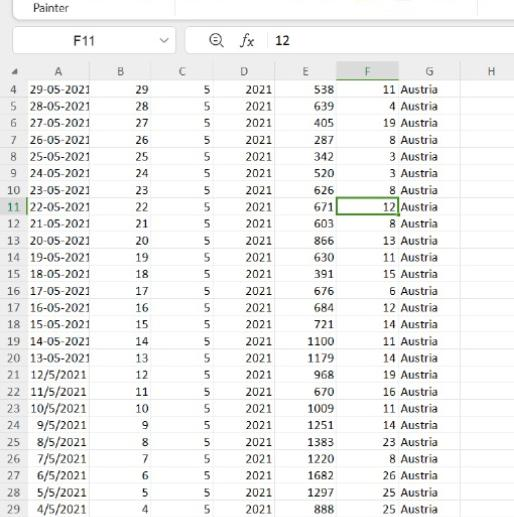 Painter
F11 fx 12
A B C D E F G H
4 29-05-2021 29 5 2021 538 11 Austria
5 28-05-2021 28 5 2021 639 4 Austria
6 27-05-2021 27 5 2021 405 19 Austria
7 26-05-2021 26 5 2021 287 8 Austria
8 25-05-2021 25 5 2021 342 3 Austria
9 24-05-2021 24 5 2021 520 3 Austria
10 23-05-2021 23 5 2021 626 8 Austria
11 22-05-2021 22 5 2021 671 12 Austria
12 21-05-2021 21 5 2021 603 8 Austria
13 20-05-2021 20 5 2021 866 13 Austria
14 19-05-2021 19 5 2021 630 11 Austria
15 18-05-2021 18 5 2021 391 15 Austria
16 17-05-2021 17 5 2021 676 6 Austria
17 16-05-2021 16 5 2021 684 12 Austria
18 15-05-2021 15 5 2021 721 14 Austria
19 14-05-2021 14 5 2021 1100 11 Austria
20 13-05-2021 13 5 2021 1179 14 Austria
21 12/5/2021 12 5 2021 968 19 Austria
22 11/5/2021 11 5 2021 670 16 Austria
23 10/5/2021 10 5 2021 1009 11 Austria
24 9/5/2021 9 5 2021 1251 14 Austria
25 8/5/2021 8 5 2021 1383 23 Austria
26 7/5/2021 7 5 2021 1220 8 Austria
27 6/5/2021 6 5 2021 1682 26 Austria
28 5/5/2021 5 5 2021 1297 25 Austria
29 4/5/2021 4 5 2021 888 25 Austria